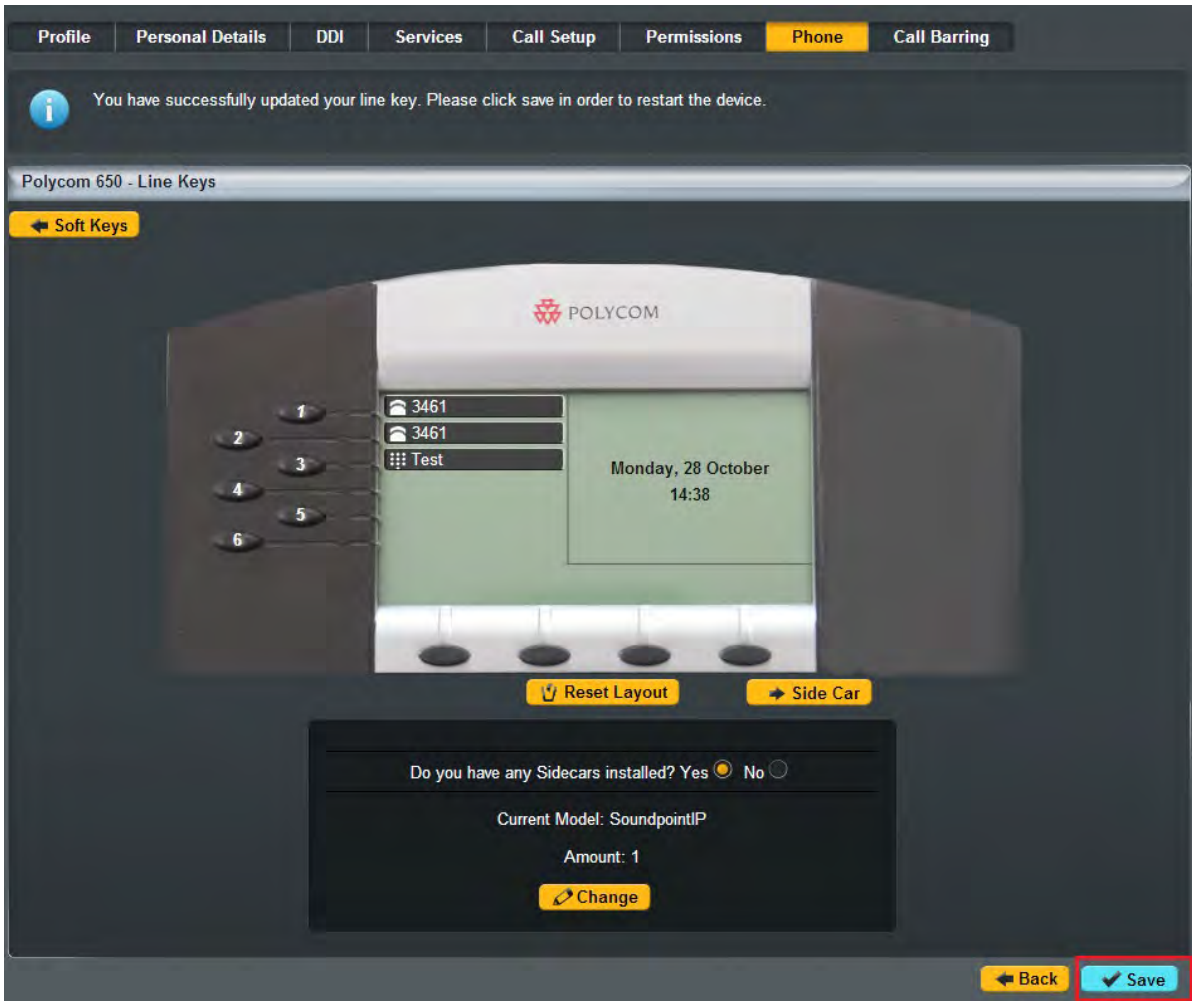 Profile Personal Details DDI Services Call Setup Permissions Phone Call Barring
i
You have successfully updated your line key. Please click save in order to restart the device.
Polycom 650 - Line Keys
Soft Keys
POLYCOM
1 3461
2 3461
3 Test
4
5
6
Monday, 28 October
14:38
Reset Layout Side Car
Do you have any Sidecars installed? Yes No
Current Model: SoundpointIP
Amount: 1
Change
Back Save